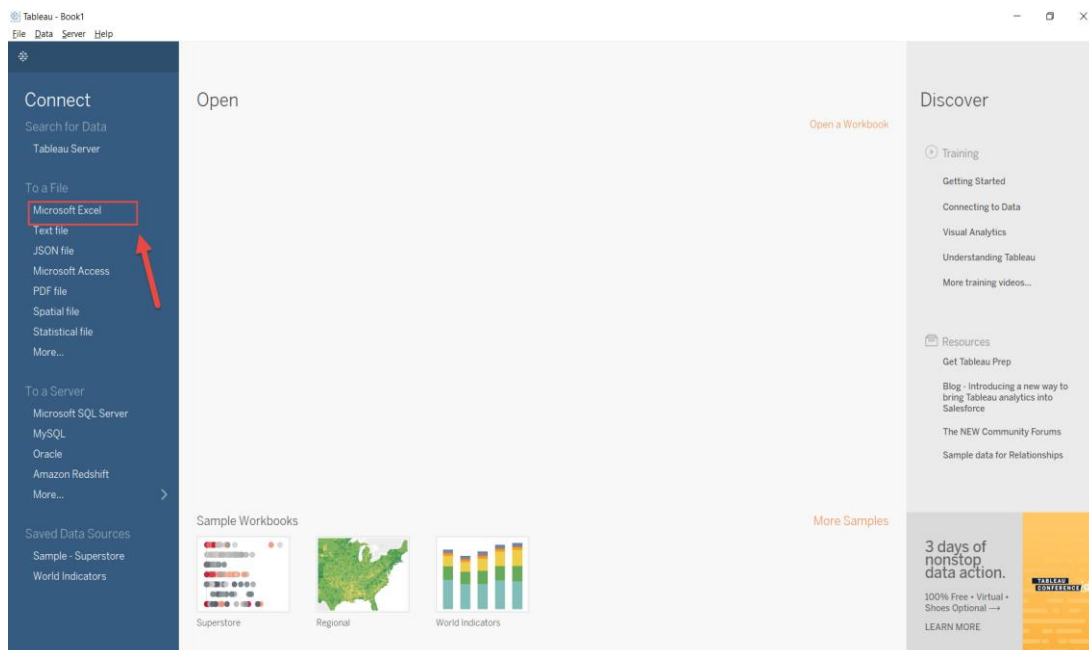 Tableau - Book1
File Data Server Help
Connect
Search for Data
Tableau Server
To a File
Microsoft Excel
Text file
JSON file
Microsoft Access
PDF file
Spatial file
Statistical file
More...
To a Server
Microsoft SQL Server
MySQL
Oracle
Amazon Redshift
More...
Saved Data Sources
Sample - Superstore
World Indicators
Open
Open a Workbook
Sample Workbooks
More Samples
Superstore
Regional
World Indicators
Discover
Training
Getting Started
Connecting to Data
Visual Analytics
Understanding Tableau
More training videos...
Resources
Get Tableau Prep
Blog - Introducing a new way to
bring Tableau analytics into
Salesforce
The NEW Community Forums
Sample data for Relationships
3 days of
nonstop
data action.
100% Free • Virtual •
Shoes Optional →
LEARN MORE
TABLEAU
CONFERENCE